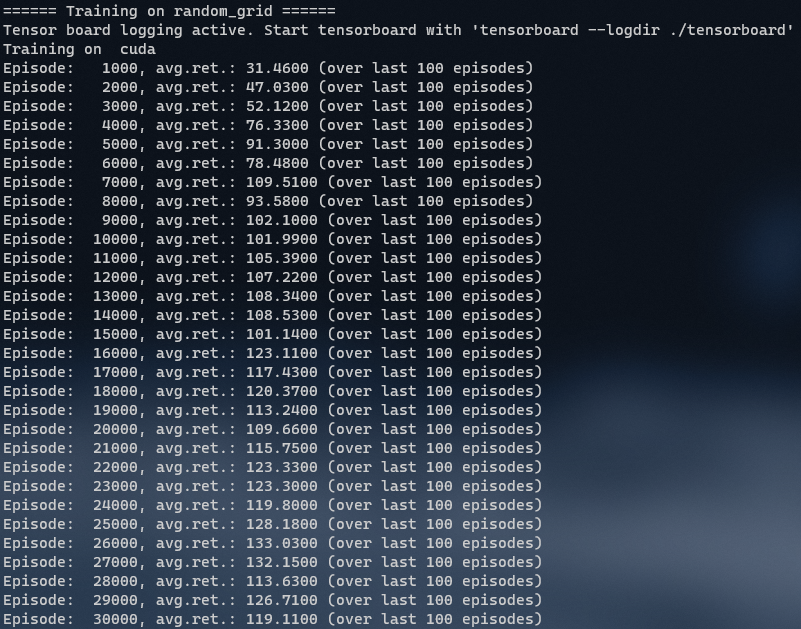 ====== Training on random_grid ======
Tensor board logging active. Start tensorboard with 'tensorboard --logdir ./tensorboard'
Training on  cuda
Episode:   1000, avg.ret.: 31.4600 (over last 100 episodes)
Episode:   2000, avg.ret.: 47.0300 (over last 100 episodes)
Episode:   3000, avg.ret.: 52.1200 (over last 100 episodes)
Episode:   4000, avg.ret.: 76.3300 (over last 100 episodes)
Episode:   5000, avg.ret.: 91.3000 (over last 100 episodes)
Episode:   6000, avg.ret.: 78.4800 (over last 100 episodes)
Episode:   7000, avg.ret.: 109.5100 (over last 100 episodes)
Episode:   8000, avg.ret.: 93.5800 (over last 100 episodes)
Episode:   9000, avg.ret.: 102.1000 (over last 100 episodes)
Episode:  10000, avg.ret.: 101.9900 (over last 100 episodes)
Episode:  11000, avg.ret.: 105.3900 (over last 100 episodes)
Episode:  12000, avg.ret.: 107.2200 (over last 100 episodes)
Episode:  13000, avg.ret.: 108.3400 (over last 100 episodes)
Episode:  14000, avg.ret.: 108.5300 (over last 100 episodes)
Episode:  15000, avg.ret.: 101.1400 (over last 100 episodes)
Episode:  16000, avg.ret.: 123.1100 (over last 100 episodes)
Episode:  17000, avg.ret.: 117.4300 (over last 100 episodes)
Episode:  18000, avg.ret.: 120.3700 (over last 100 episodes)
Episode:  19000, avg.ret.: 113.2400 (over last 100 episodes)
Episode:  20000, avg.ret.: 109.6600 (over last 100 episodes)
Episode:  21000, avg.ret.: 115.7500 (over last 100 episodes)
Episode:  22000, avg.ret.: 123.3300 (over last 100 episodes)
Episode:  23000, avg.ret.: 123.3000 (over last 100 episodes)
Episode:  24000, avg.ret.: 119.8000 (over last 100 episodes)
Episode:  25000, avg.ret.: 128.1800 (over last 100 episodes)
Episode:  26000, avg.ret.: 133.0300 (over last 100 episodes)
Episode:  27000, avg.ret.: 132.1500 (over last 100 episodes)
Episode:  28000, avg.ret.: 113.6300 (over last 100 episodes)
Episode:  29000, avg.ret.: 126.7100 (over last 100 episodes)
Episode:  30000, avg.ret.: 119.1100 (over last 100 episodes)